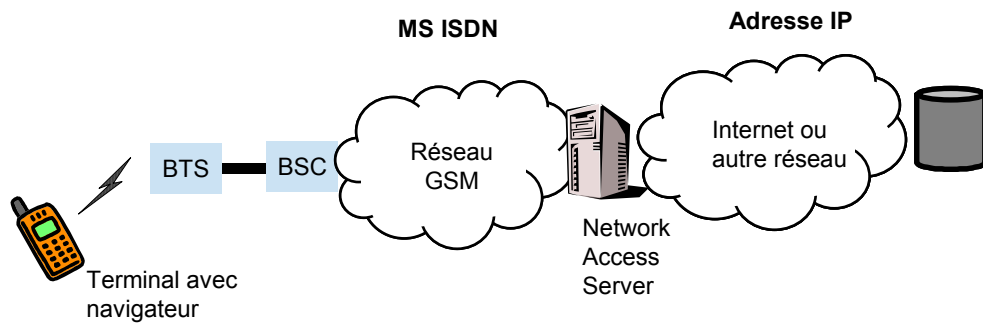 MS ISDN
Adresse IP
BTS
BSC
Réseau
GSM
Internet ou
autre réseau
Network
Access
Server
Terminal avec
navigateur